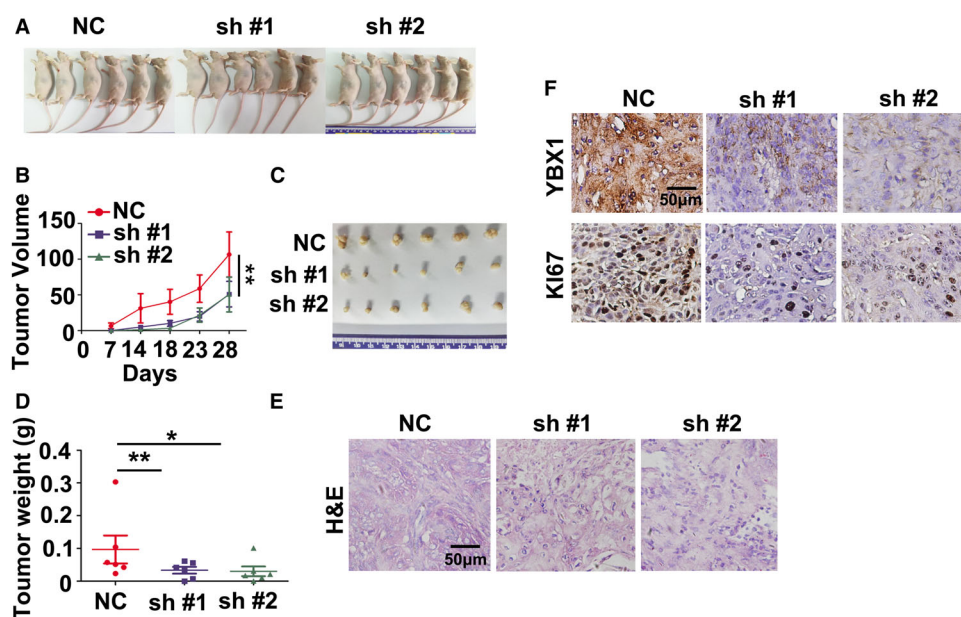 A
NC
sh #1
sh #2
B
Toumor Volume
150
100
50
0
NC
sh #1
sh #2
**
0 7 14 18 23 28
Days
C
NC
sh #1
sh #2
D
Toumor weight (g)
0.4
0.3
0.2
0.1
0
*
**
NC
sh #1
sh #2
E
NC
sh #1
sh #2
H&E
50μm
F
NC
sh #1
sh #2
YBX1
50μm
KI67